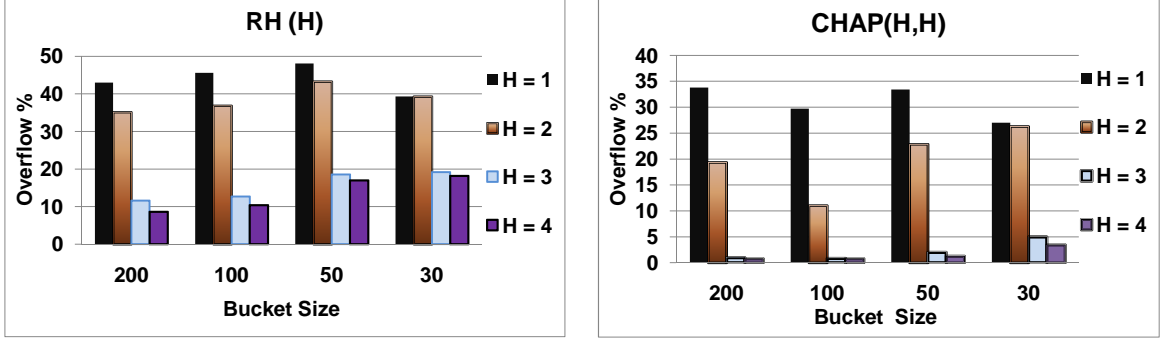 RH (H)
50
40
30
20
10
0
Overflow %
200 100 50 30
Bucket Size
H = 1
H = 2
H = 3
H = 4
CHAP(H,H)
40
35
30
25
20
15
10
5
0
Overflow %
200 100 50 30
Bucket Size
H = 1
H = 2
H = 3
H = 4